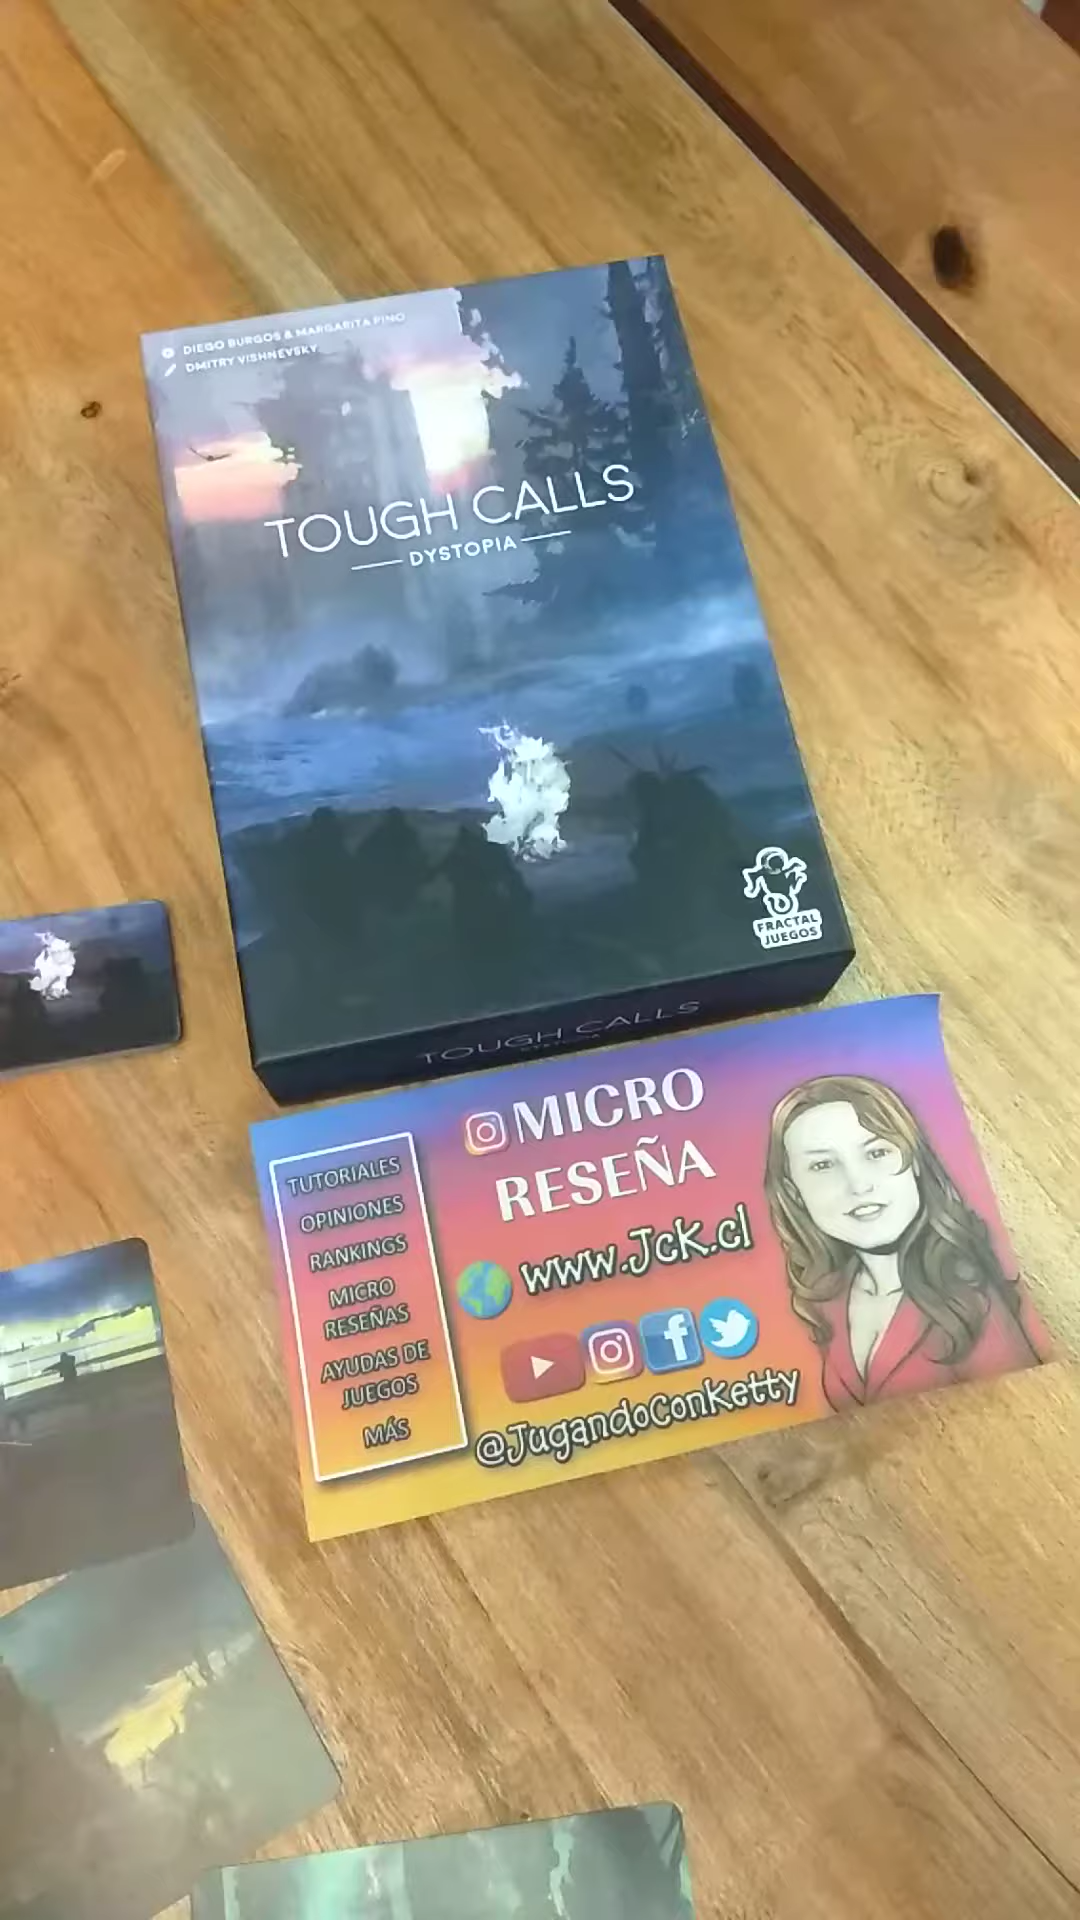 DIEGO BURGOS & MARGARITA PINO
DMITRY VISHNEVSKY
TOUGH CALLS
DYSTOPIA
FRACTAL
JUEGOS
TOUGH CALLS
DYSTOPIA
MICRO
RESEÑA
TUTORIALES
OPINIONES
RANKINGS
MICRO
RESEÑAS
AYUDAS DE
JUEGOS
MÁS
www.JcK.cl
@JugandoConKetty